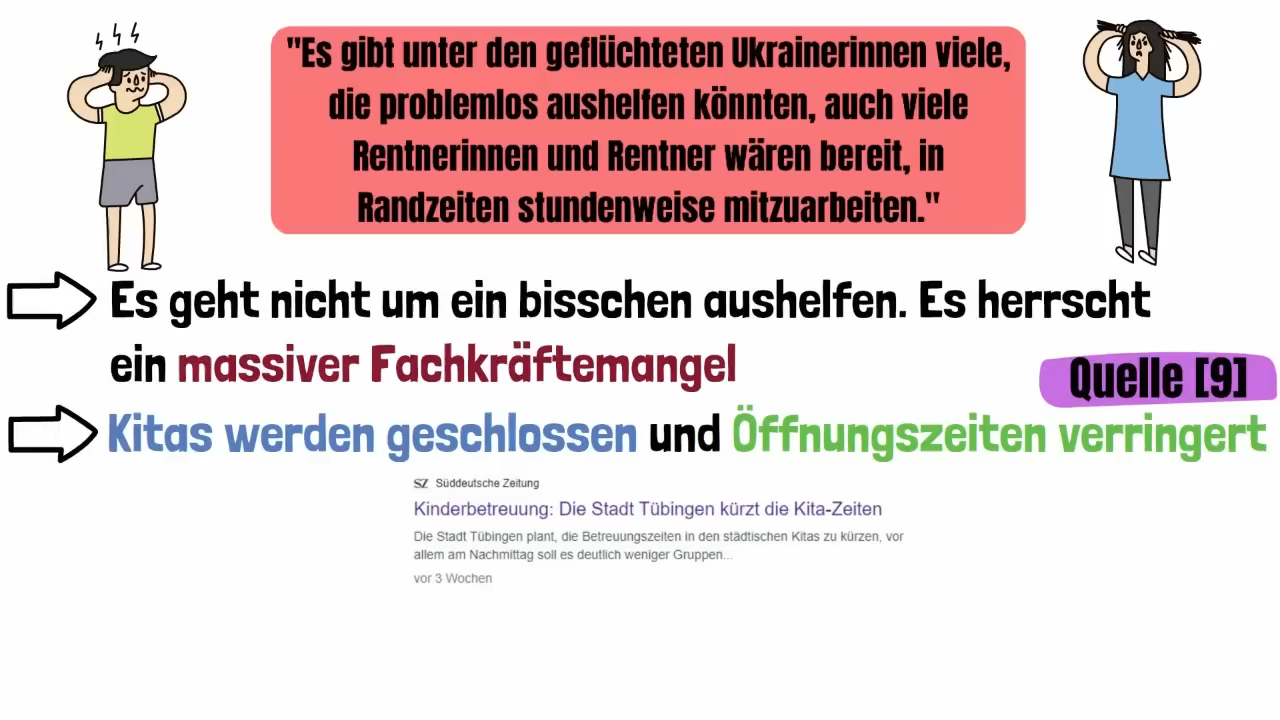 "Es gibt unter den geflüchteten Ukrainerinnen viele,
die problemlos aushelfen könnten, auch viele
Rentnerinnen und Rentner wären bereit, in
Randzeiten stundenweise mitzuarbeiten."
Es geht nicht um ein bisschen aushelfen. Es herrscht
ein massiver Fachkräftemangel
Quelle [9]
Kitas werden geschlossen und Öffnungszeiten verringert
SZ Süddeutsche Zeitung
Kinderbetreuung: Die Stadt Tübingen kürzt die Kita-Zeiten
Die Stadt Tübingen plant, die Betreuungszeiten in den städtischen Kitas zu kürzen, vor
allem am Nachmittag soll es deutlich weniger Gruppen...
vor 3 Wochen